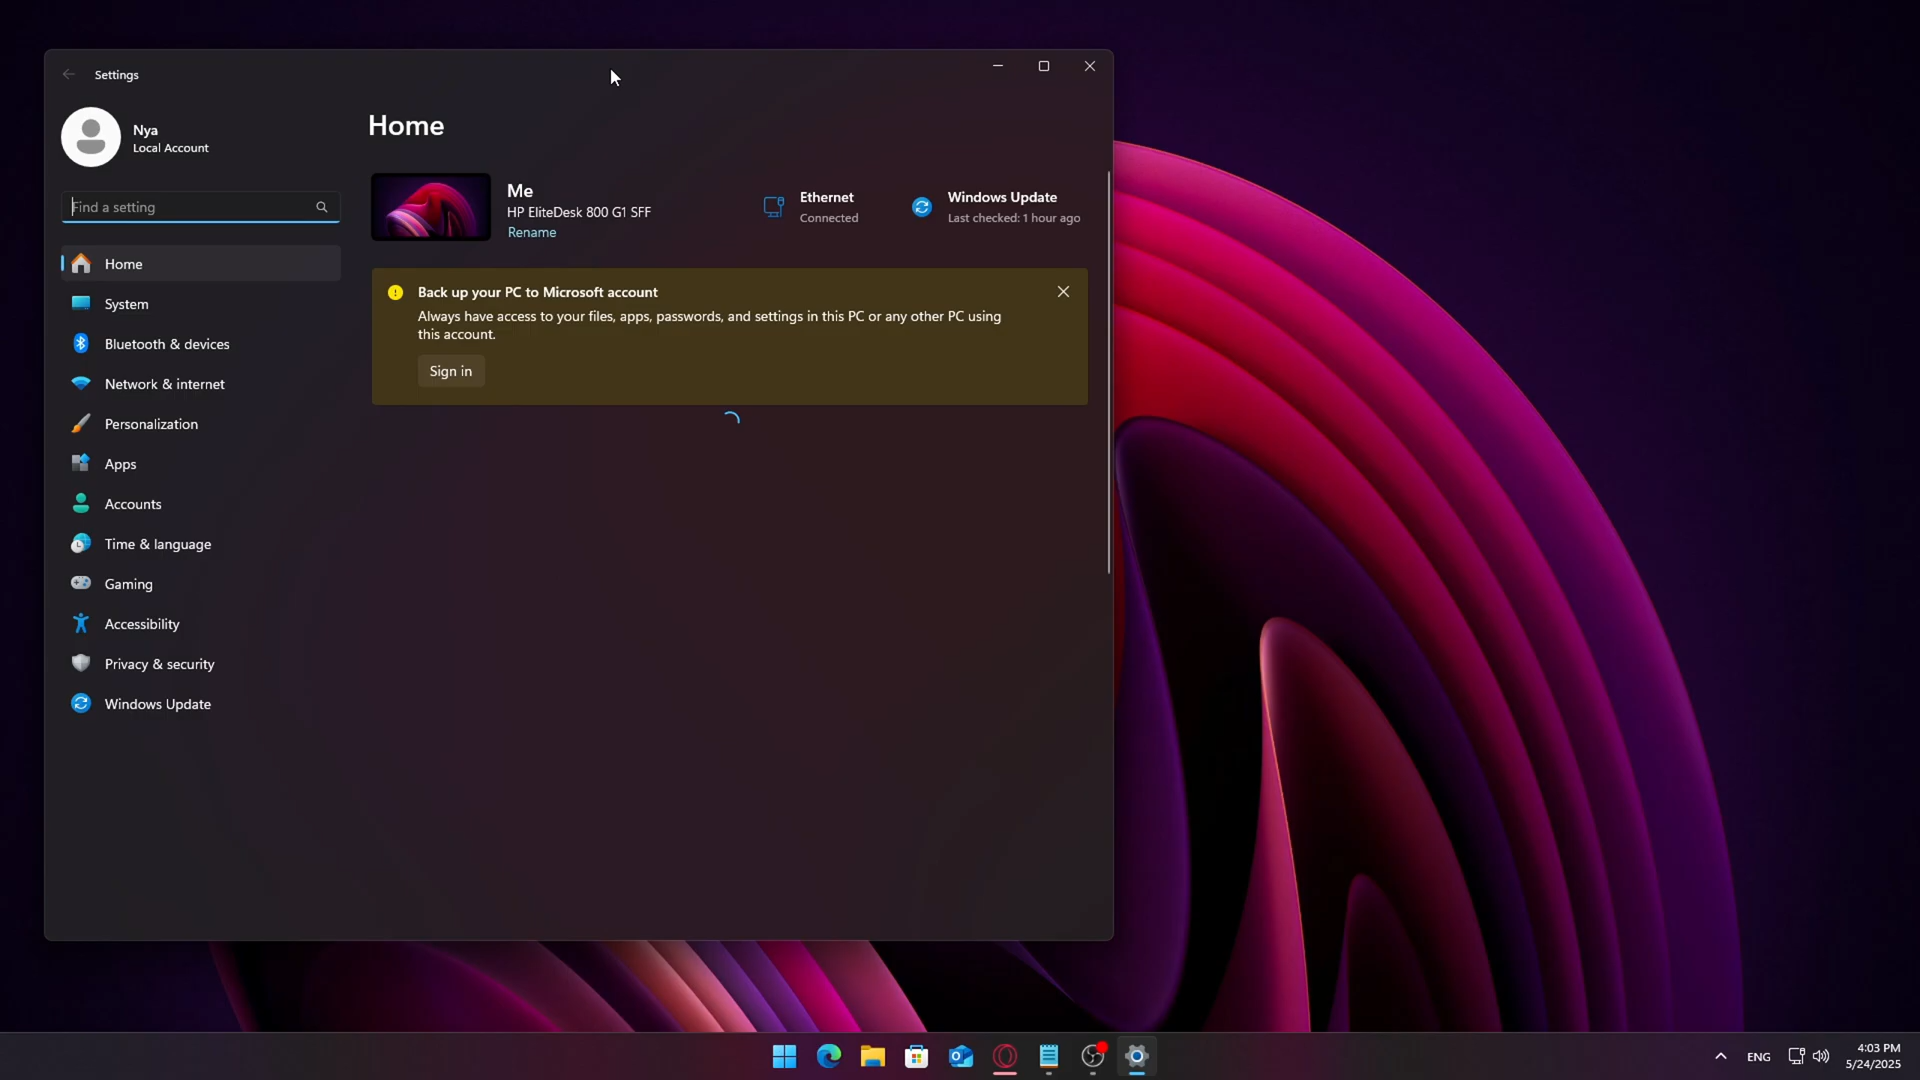 Settings
Nya
Local Account
Find a setting
Home
System
Bluetooth & devices
Network & internet
Personalization
Apps
Accounts
Time & language
Gaming
Accessibility
Privacy & security
Windows Update
Home
Me
HP EliteDesk 800 G1 SFF
Rename
Ethernet
Connected
Windows Update
Last checked: 1 hour ago
Back up your PC to Microsoft account
Always have access to your files, apps, passwords, and settings in this PC or any other PC using
this account.
Sign in
ENG
4:03 PM
5/24/2025